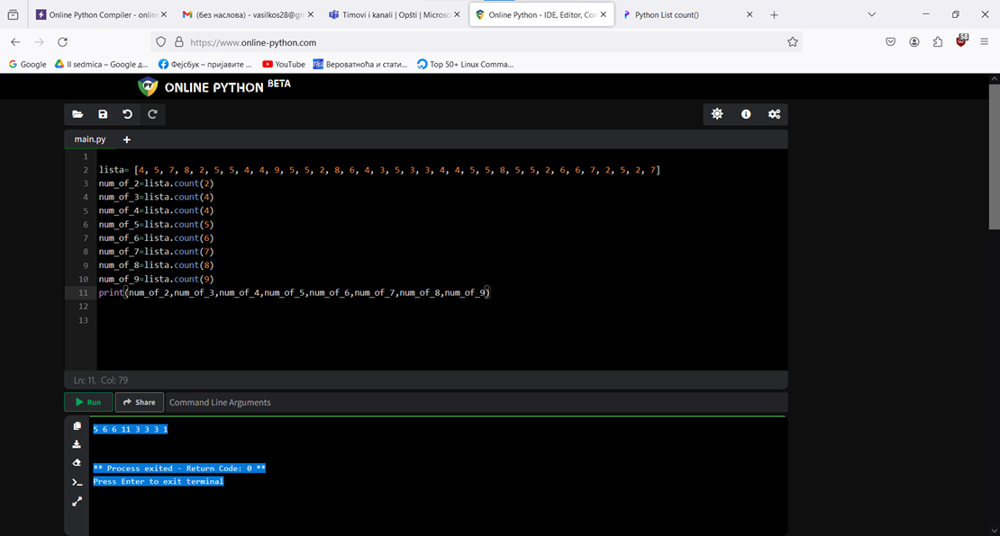 Online Python Compiler - onlin
(без наслова) - vasilkos28@gm
Timovi i kanali | Opšti | Microso
Online Python - IDE, Editor, Con
Python List count()
https://www.online-python.com
58
Google
II sedmica – Google д...
Фејсбук – пријавите ...
YouTube
Вероватноћа и стати...
Top 50+ Linux Comma...
PY
ONLINE PYTHON BETA
main.py
1
2 lista= [4, 5, 7, 8, 2, 5, 5, 4, 4, 9, 5, 5, 2, 8, 6, 4, 3, 5, 3, 3, 4, 4, 5, 5, 8, 5, 5, 2, 6, 6, 7, 2, 5, 2, 7]
3 num_of_2=lista.count(2)
4 num_of_3=lista.count(4)
5 num_of_4=lista.count(4)
6 num_of_5=lista.count(5)
7 num_of_6=lista.count(6)
8 num_of_7=lista.count(7)
9 num_of_8=lista.count(8)
10 num_of_9=lista.count(9)
11 print(num_of_2,num_of_3,num_of_4,num_of_5,num_of_6,num_of_7,num_of_8,num_of_9)
12
13
Ln: 11, Col: 79
Run
Share
Command Line Arguments
5 6 6 11 3 3 3 1
** Process exited - Return Code: 0 **
Press Enter to exit terminal